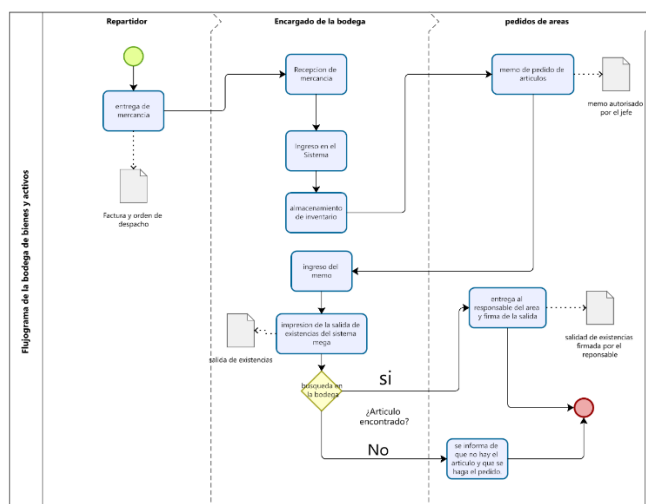 Repartidor
Encargado de la bodega
pedidos de areas
Flujograma de la bodega de bienes y activos
entrega de
mercancia
Factura y orden de
despacho
Recepcion de
mercancia
Ingreso en el
Sistema
almacenamiento
de inventario
memo de pedido de
articulos
memo autorisado
por el jefe
ingreso del
memo
impresion de la salida de
existencias del sistema
mega
salida de existencias
busqueda en
la bodega
si
¿Articulo
encontrado?
No
entrega al
responsable del area
y firma de la salida
salidad de existencias
firmada por el
reponsable
se informa de
que no hay el
articulo y que se
haga el pedido.